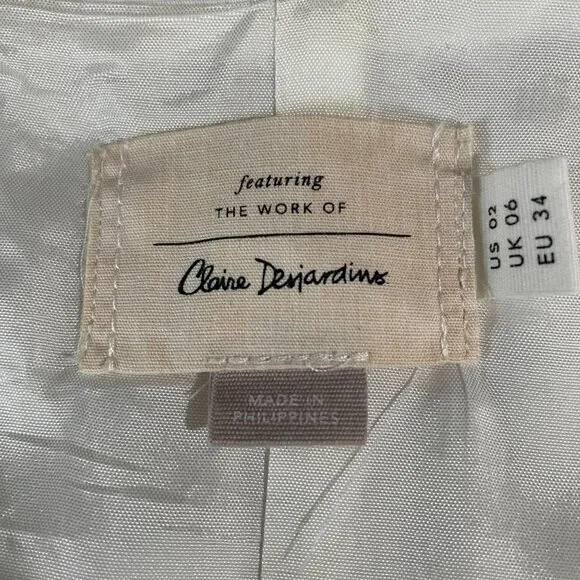 featuring
THE WORK OF
Claire Desjardins
MADE IN
PHILIPPINES
US 02
UK 06
EU 34